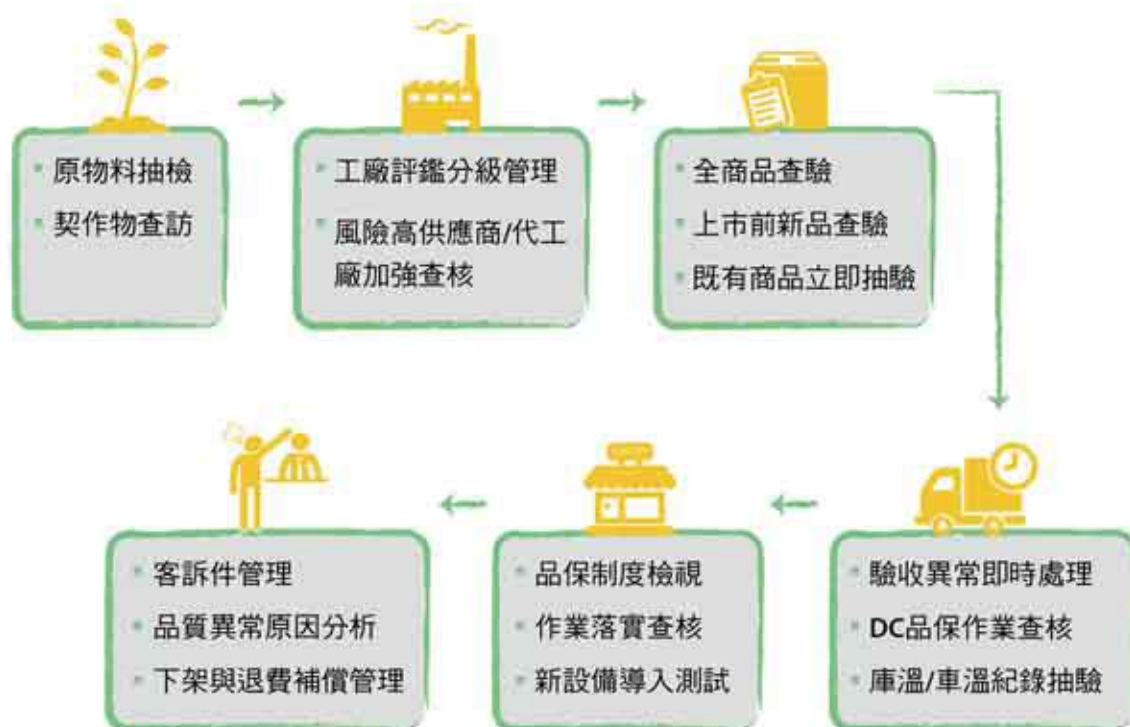 原物料抽檢
契作物查訪
工廠評鑑分級管理
風險高供應商/代工
廠加強查核
全商品查驗
上市前新品查驗
既有商品立即抽驗
驗收異常即時處理
DC品保作業查核
庫溫/車溫紀錄抽驗
品保制度檢視
作業落實查核
新設備導入測試
客訴件管理
品質異常原因分析
下架與退費補償管理